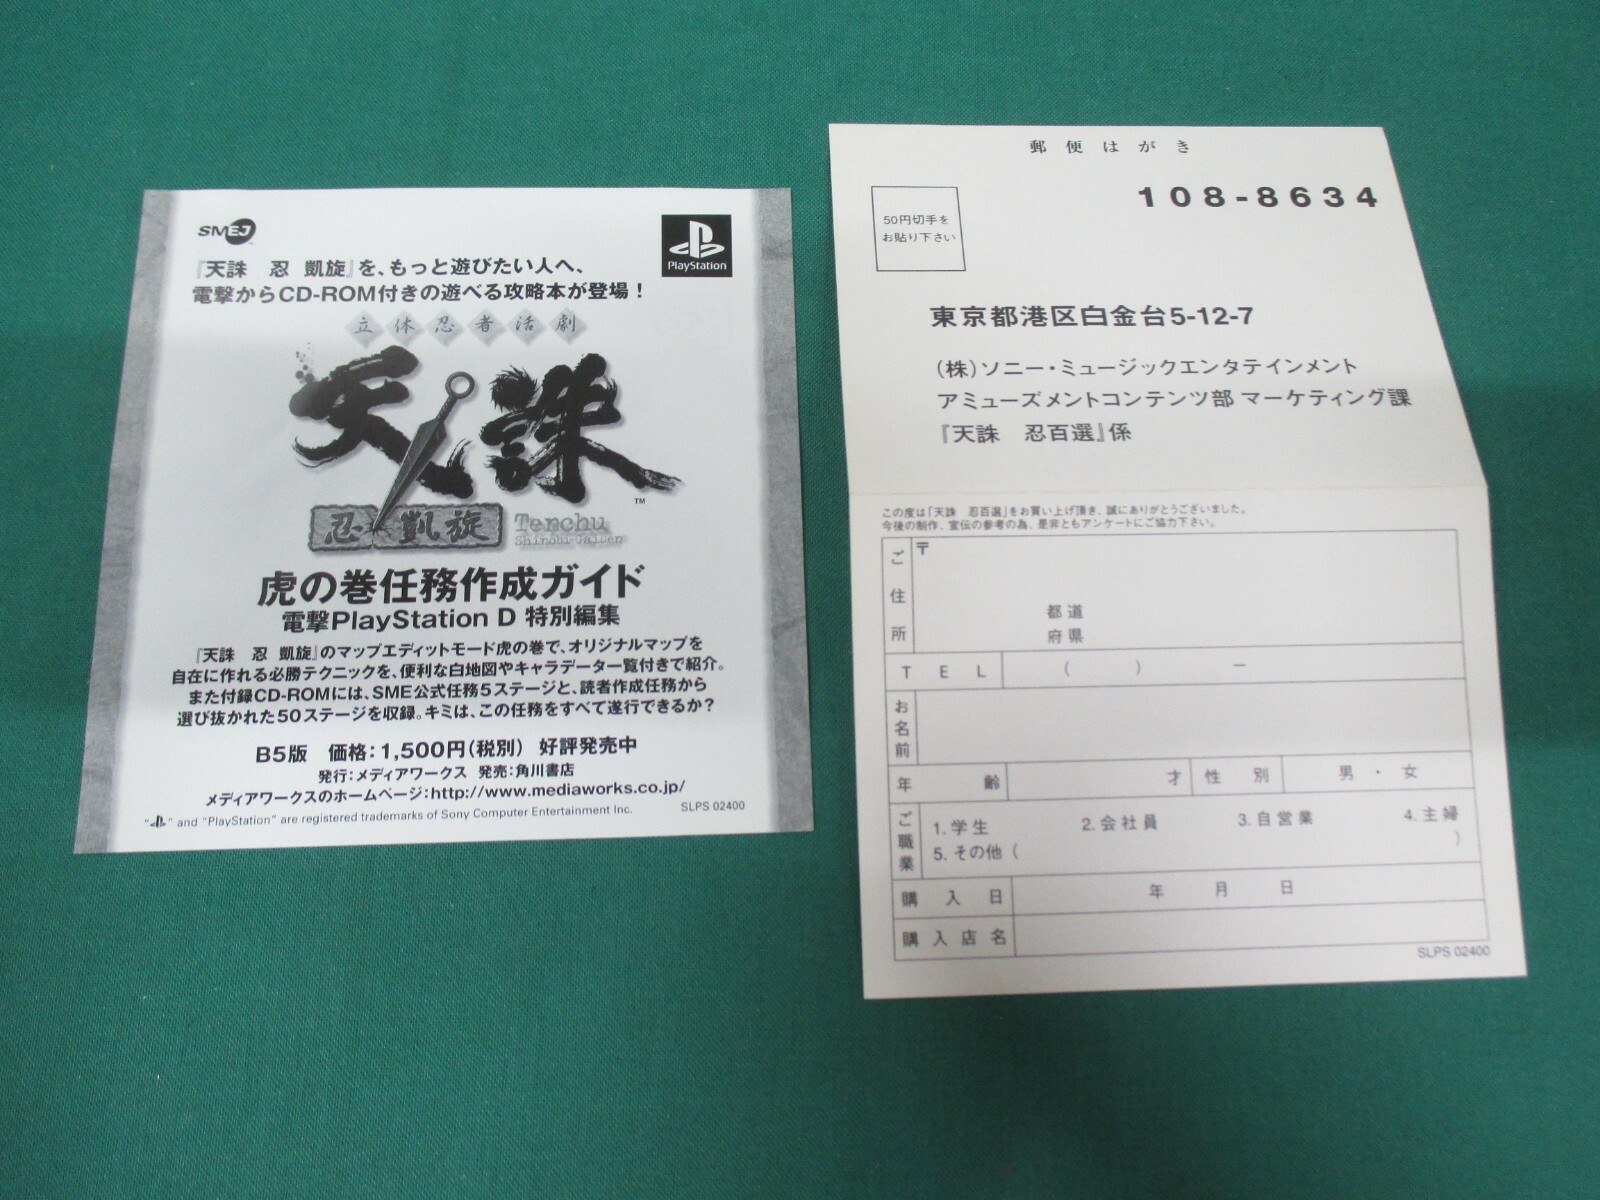 SMEJ
PlayStation
『天誅 忍 凱旋』を、もっと遊びたい人へ、
電撃からCD-ROM付きの遊べる攻略本が登場！
立体忍者活劇
天誅
TM
忍 凱旋
Tenchu
Shinobi-Gaisen
虎の巻任務作成ガイド
電撃PlayStation D 特別編集
『天誅 忍 凱旋』のマップエディットモード虎の巻で、オリジナルマップを
自在に作れる必勝テクニックを、便利な白地図やキャラデータ一覧付きで紹介。
また付録CD-ROMには、SME公式任務5ステージと、読者作成任務から
選び抜かれた50ステージを収録。キミは、この任務をすべて遂行できるか？
B5版 価格：1,500円（税別） 好評発売中
発行：メディアワークス 発売：角川書店
メディアワークスのホームページ：http://www.mediaworks.co.jp/
" " and "PlayStation" are registered trademarks of Sony Computer Entertainment Inc.
SLPS 02400
郵便はがき
108-8634
50円切手を
お貼り下さい
東京都港区白金台5-12-7
（株）ソニー・ミュージックエンタテインメント
アミューズメントコンテンツ部 マーケティング課
『天誅 忍百選』係
この度は「天誅 忍百選」をお買い上げ頂き、誠にありがとうございました。
今後の制作、宣伝の参考の為、是非ともアンケートにご協力下さい。
ご住所
〒
都道
府県
TEL ( ) ―
お名前
年齢 才 性別 男・女
ご職業
1. 学生 2. 会社員 3. 自営業 4. 主婦
5. その他（ ）
購入日 年 月 日
購入店名
SLPS 02400